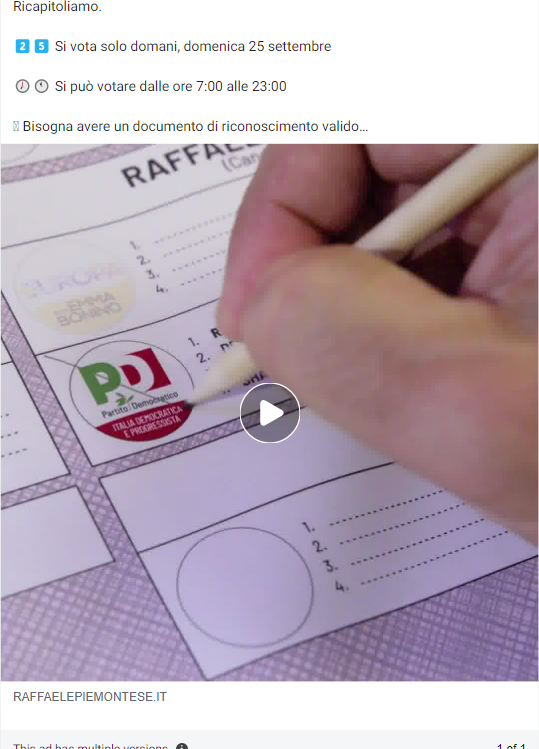 Ricapitoliamo.
2 5 Si vota solo domani, domenica 25 settembre
Si può votare dalle ore 7:00 alle 23:00
Bisogna avere un documento di riconoscimento valido...
(Can
1.
2.
3.
4.
EUROPA
EMMA
BONINO
1.
2.
PD
Partito Democratico
ITALIA DEMOCRATICA
E PROGRESSISTA
1.
2.
3.
4.
RAFFAELEPIEMONTESE.IT
This ad has multiple versions
1 of 1